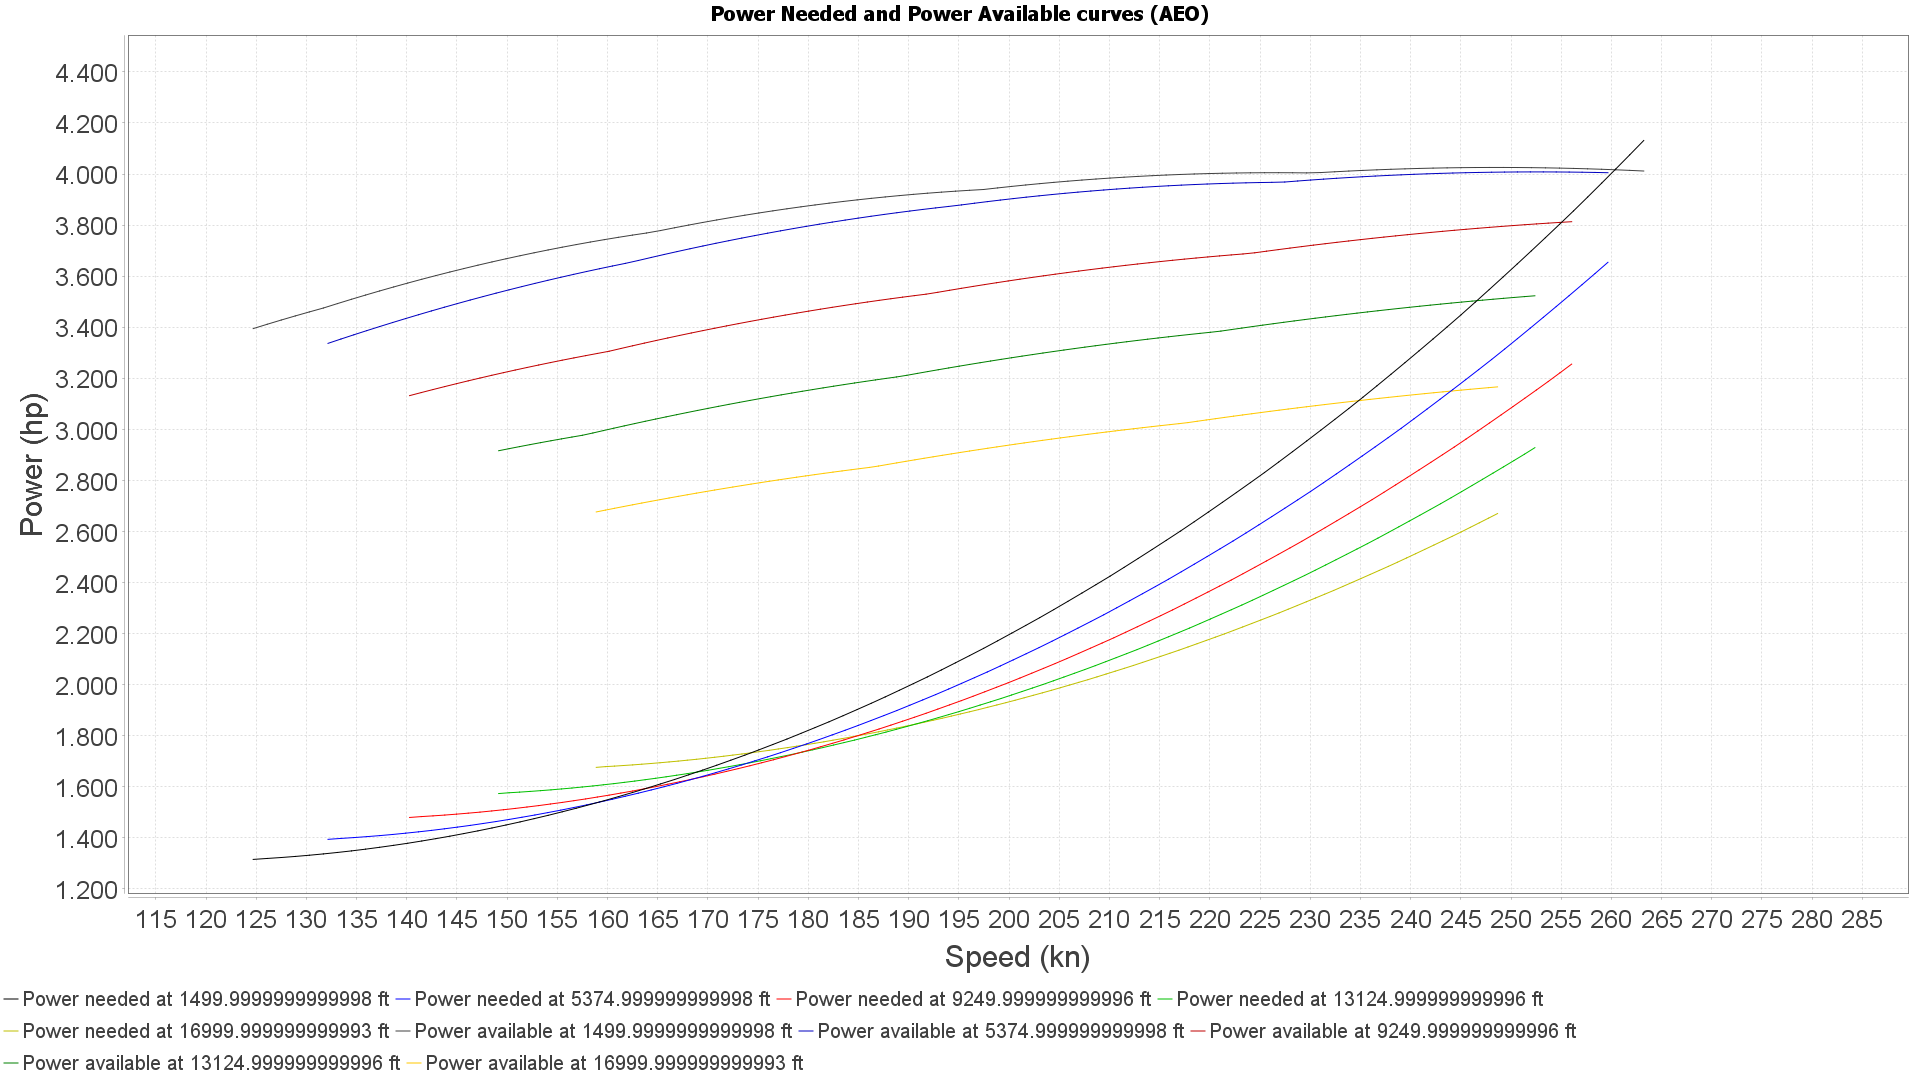 Power Needed and Power Available curves (AEO)
4.400
4.200
4.000
3.800
3.600
3.400
3.200
3.000
2.800
2.600
2.400
2.200
2.000
1.800
1.600
1.400
1.200
Power (hp)
115 120 125 130 135 140 145 150 155 160 165 170 175 180 185 190 195 200 205 210 215 220 225 230 235 240 245 250 255 260 265 270 275 280 285
Speed (kn)
Power needed at 1499.9999999999998 ft Power needed at 5374.999999999998 ft Power needed at 9249.999999999996 ft Power needed at 13124.999999999996 ft
Power needed at 16999.999999999993 ft Power available at 1499.9999999999998 ft Power available at 5374.999999999998 ft Power available at 9249.999999999996 ft
Power available at 13124.999999999996 ft Power available at 16999.999999999993 ft